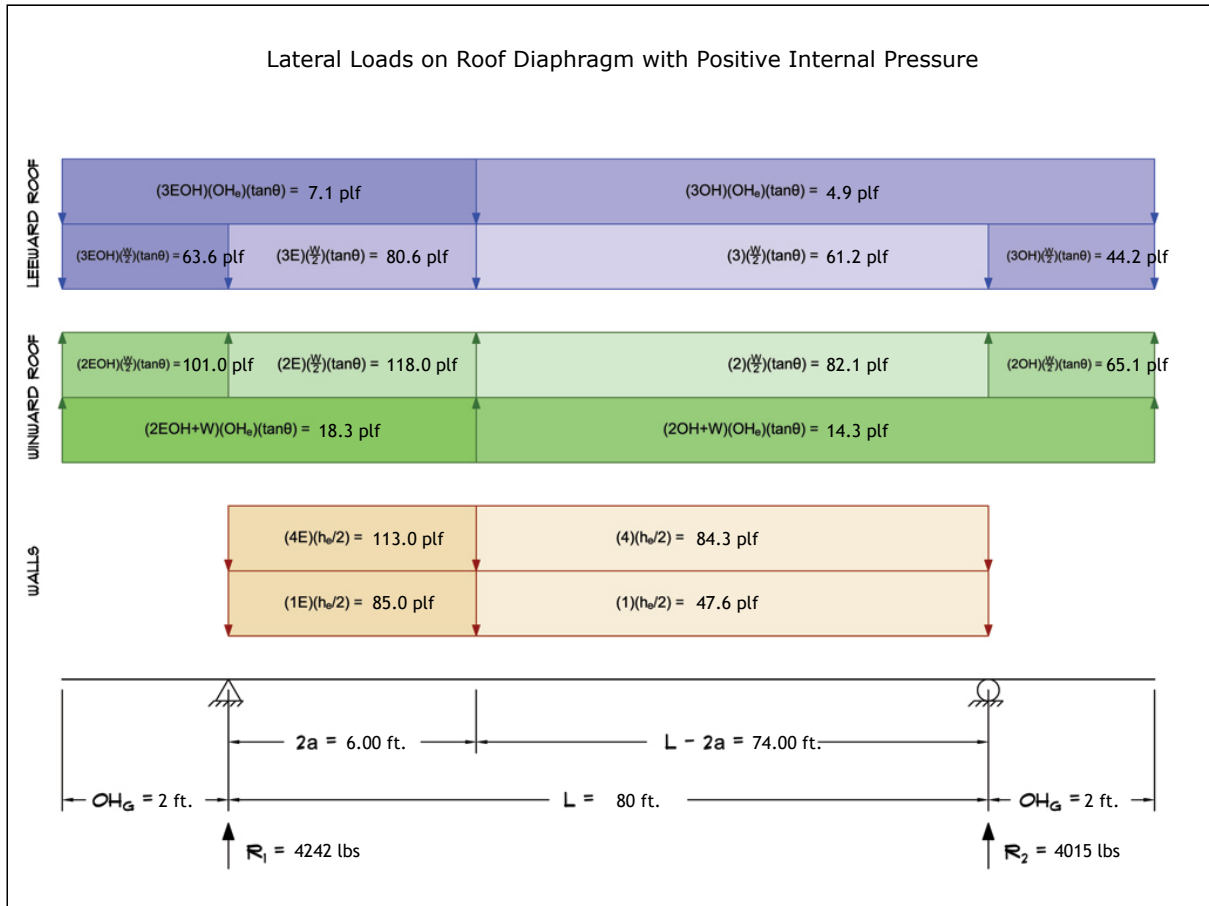 Lateral Loads on Roof Diaphragm with Positive Internal Pressure
LEEWARD ROOF
(3EOH)(OHₑ)(tanθ) = 7.1 plf
(3OH)(OHₑ)(tanθ) = 4.9 plf
(3EOH)(W/2)(tanθ) = 63.6 plf
(3E)(W/2)(tanθ) = 80.6 plf
(3)(W/2)(tanθ) = 61.2 plf
(3OH)(W/2)(tanθ) = 44.2 plf
WINWARD ROOF
(2EOH)(W/2)(tanθ) = 101.0 plf
(2E)(W/2)(tanθ) = 118.0 plf
(2)(W/2)(tanθ) = 82.1 plf
(2OH)(W/2)(tanθ) = 65.1 plf
(2EOH+W)(OHₑ)(tanθ) = 18.3 plf
(2OH+W)(OHₑ)(tanθ) = 14.3 plf
WALLS
(4E)(hₑ/2) = 113.0 plf
(4)(hₑ/2) = 84.3 plf
(1E)(hₑ/2) = 85.0 plf
(1)(hₑ/2) = 47.6 plf
2a = 6.00 ft.
L - 2a = 74.00 ft.
OH_G = 2 ft.
L = 80 ft.
OH_G = 2 ft.
R₁ = 4242 lbs
R₂ = 4015 lbs